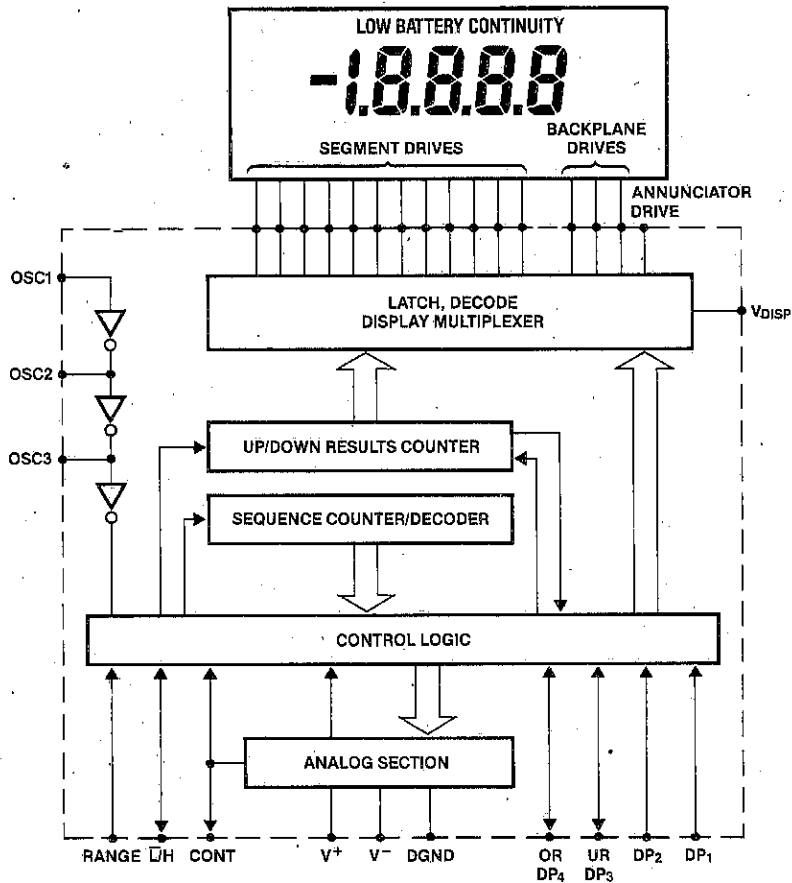 LOW BATTERY CONTINUITY
-1.8.8.8.8
BACKPLANE
DRIVES
SEGMENT DRIVES
ANNUNCIATOR
DRIVE
OSC1
LATCH, DECODE
DISPLAY MULTIPLEXER
VDISP
OSC2
UP/DOWN RESULTS COUNTER
OSC3
SEQUENCE COUNTER/DECODER
CONTROL LOGIC
ANALOG SECTION
RANGE L̅/H CONT V+ V− DGND OR UR DP2 DP1
DP4 DP3